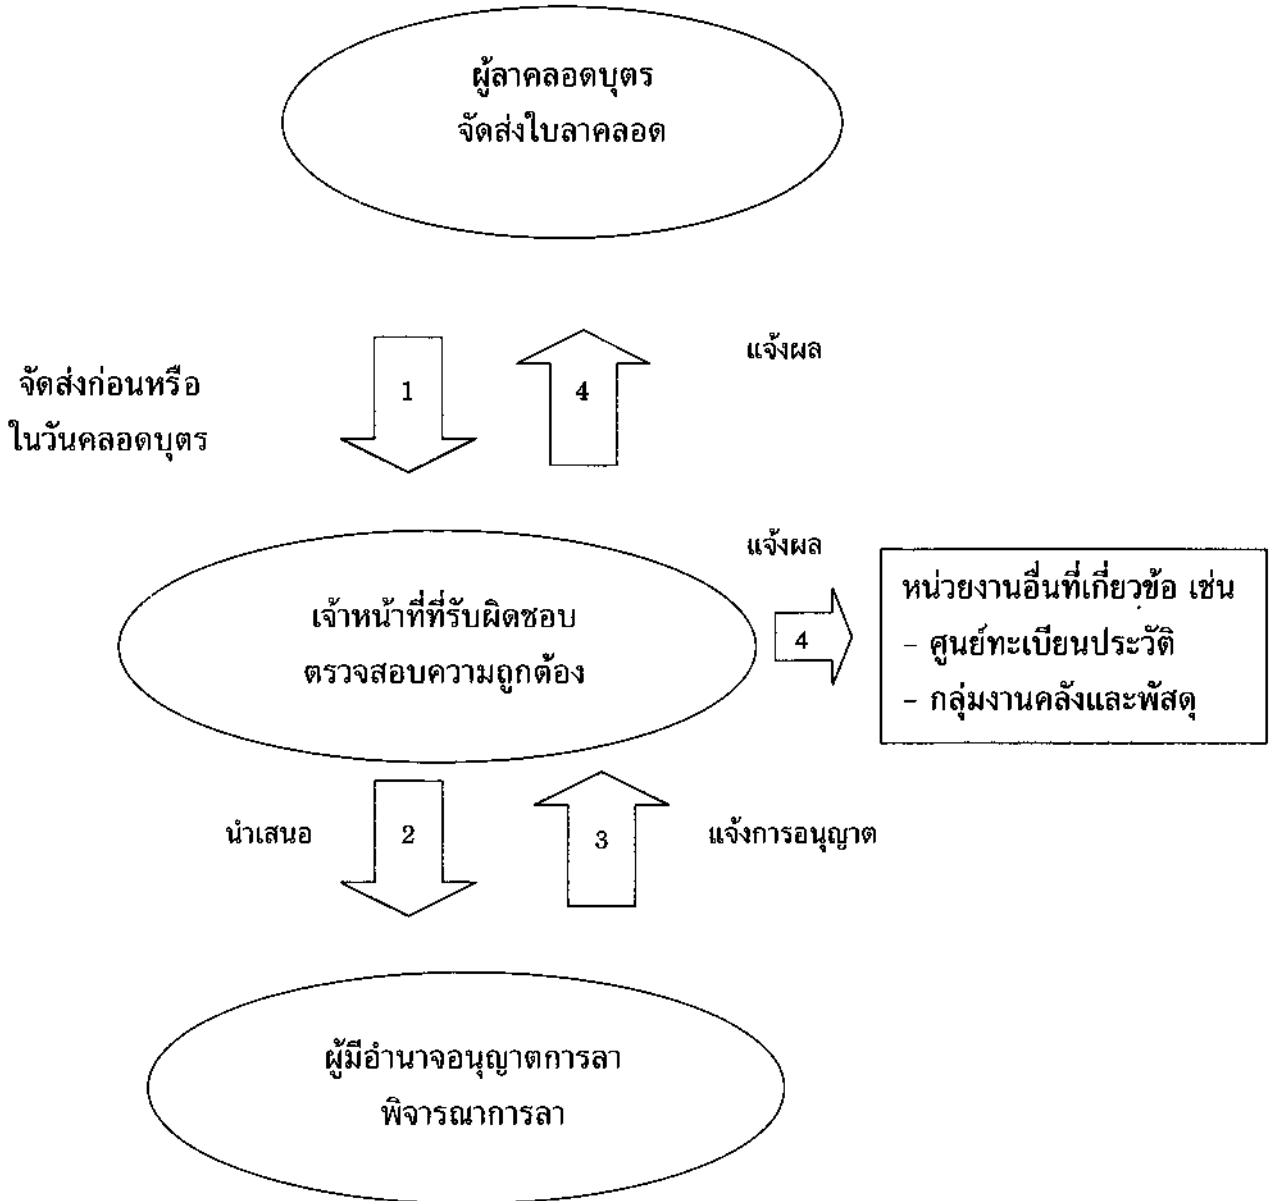 ผู้ลาคลอดบุตร
จัดส่งใบลาคลอด
แจ้งผล
จัดส่งก่อนหรือ
ในวันคลอดบุตร
1
4
แจ้งผล
เจ้าหน้าที่ที่รับผิดชอบ
ตรวจสอบความถูกต้อง
4
หน่วยงานอื่นที่เกี่ยวข้อ เช่น
- ศูนย์ทะเบียนประวัติ
- กลุ่มงานคลังและพัสดุ
นำเสนอ
2
3
แจ้งการอนุญาต
ผู้มีอำนาจอนุญาตการลา
พิจารณาการลา